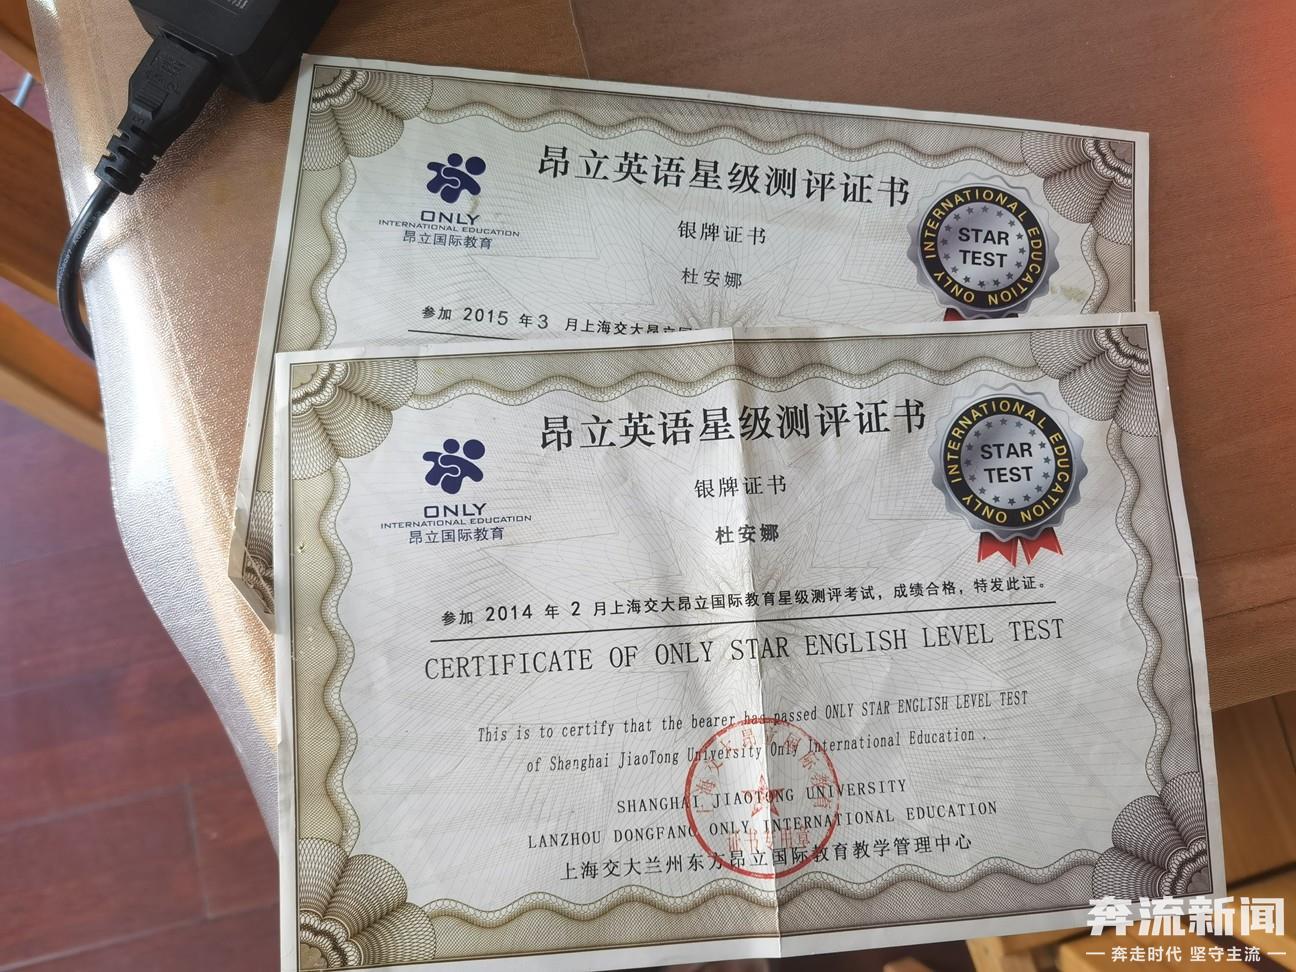 昂立英语星级测评证书
ONLY
INTERNATIONAL EDUCATION
昂立国际教育
银牌证书
杜安娜
参加 2015 年 3 月上海交大昂立国
ONLY INTERNATIONAL EDUCATION
STAR
TEST
昂立英语星级测评证书
ONLY
INTERNATIONAL EDUCATION
昂立国际教育
银牌证书
杜安娜
ONLY INTERNATIONAL EDUCATION
STAR
TEST
参加 2014 年 2 月上海交大昂立国际教育星级测评考试，成绩合格，特发此证。
CERTIFICATE OF ONLY STAR ENGLISH LEVEL TEST
This is to certify that the bearer has passed ONLY STAR ENGLISH LEVEL TEST
of Shanghai JiaoTong University Only International Education .
SHANGHAI JIAOTONG UNIVERSITY
LANZHOU DONGFANG ONLY INTERNATIONAL EDUCATION
上海交大兰州东方昂立国际教育教学管理中心
证书专用章
奔流新闻
奔走时代 坚守主流